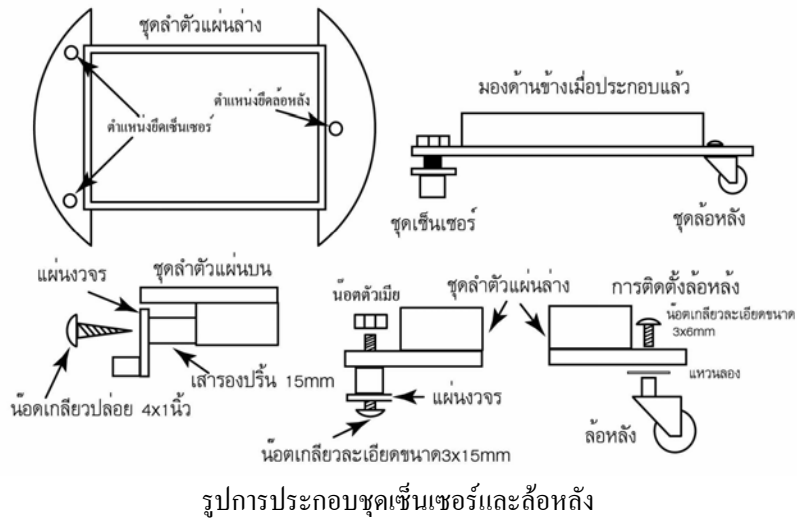 ชุดลำตัวแผ่นล่าง
ตำแหน่งยึดล้อหลัง
ตำแหน่งยึดเซ็นเซอร์
มองด้านข้างเมื่อประกอบแล้ว
ชุดเซ็นเซอร์
ชุดล้อหลัง
แผ่นงวจร
ชุดลำตัวแผ่นบน
เสารองปริ้น 15mm
น๊อดเกลียวปล่อย 4x1นิ้ว
น๊อตตัวเมีย
ชุดลำตัวแผ่นล่าง
แผ่นงวจร
น๊อตเกลียวละเอียดขนาด3x15mm
การติดตั้งล้อหลัง
น๊อตเกลียวละเอียดขนาด
3x6mm
แหวนลอง
ล้อหลัง
รูปการประกอบชุดเซ็นเซอร์และล้อหลัง